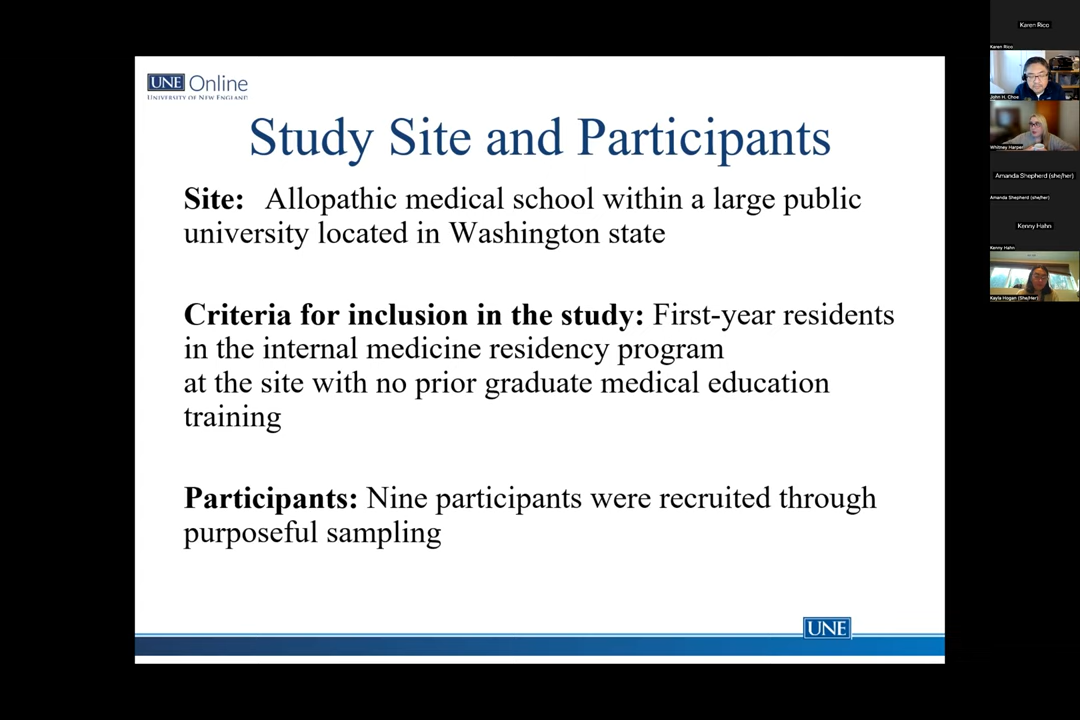 UNE Online
UNIVERSITY OF NEW ENGLAND
Study Site and Participants
Site: Allopathic medical school within a large public
university located in Washington state
Criteria for inclusion in the study: First-year residents
in the internal medicine residency program
at the site with no prior graduate medical education
training
Participants: Nine participants were recruited through
purposeful sampling
UNE
Karen Rico
Karen Rico
John H. Choe
Whitney Harper
Amanda Shepherd (she/her)
Amanda Shepherd (she/her)
Kenny Hahn
Kenny Hahn
Kayla Hogan (She/Her)